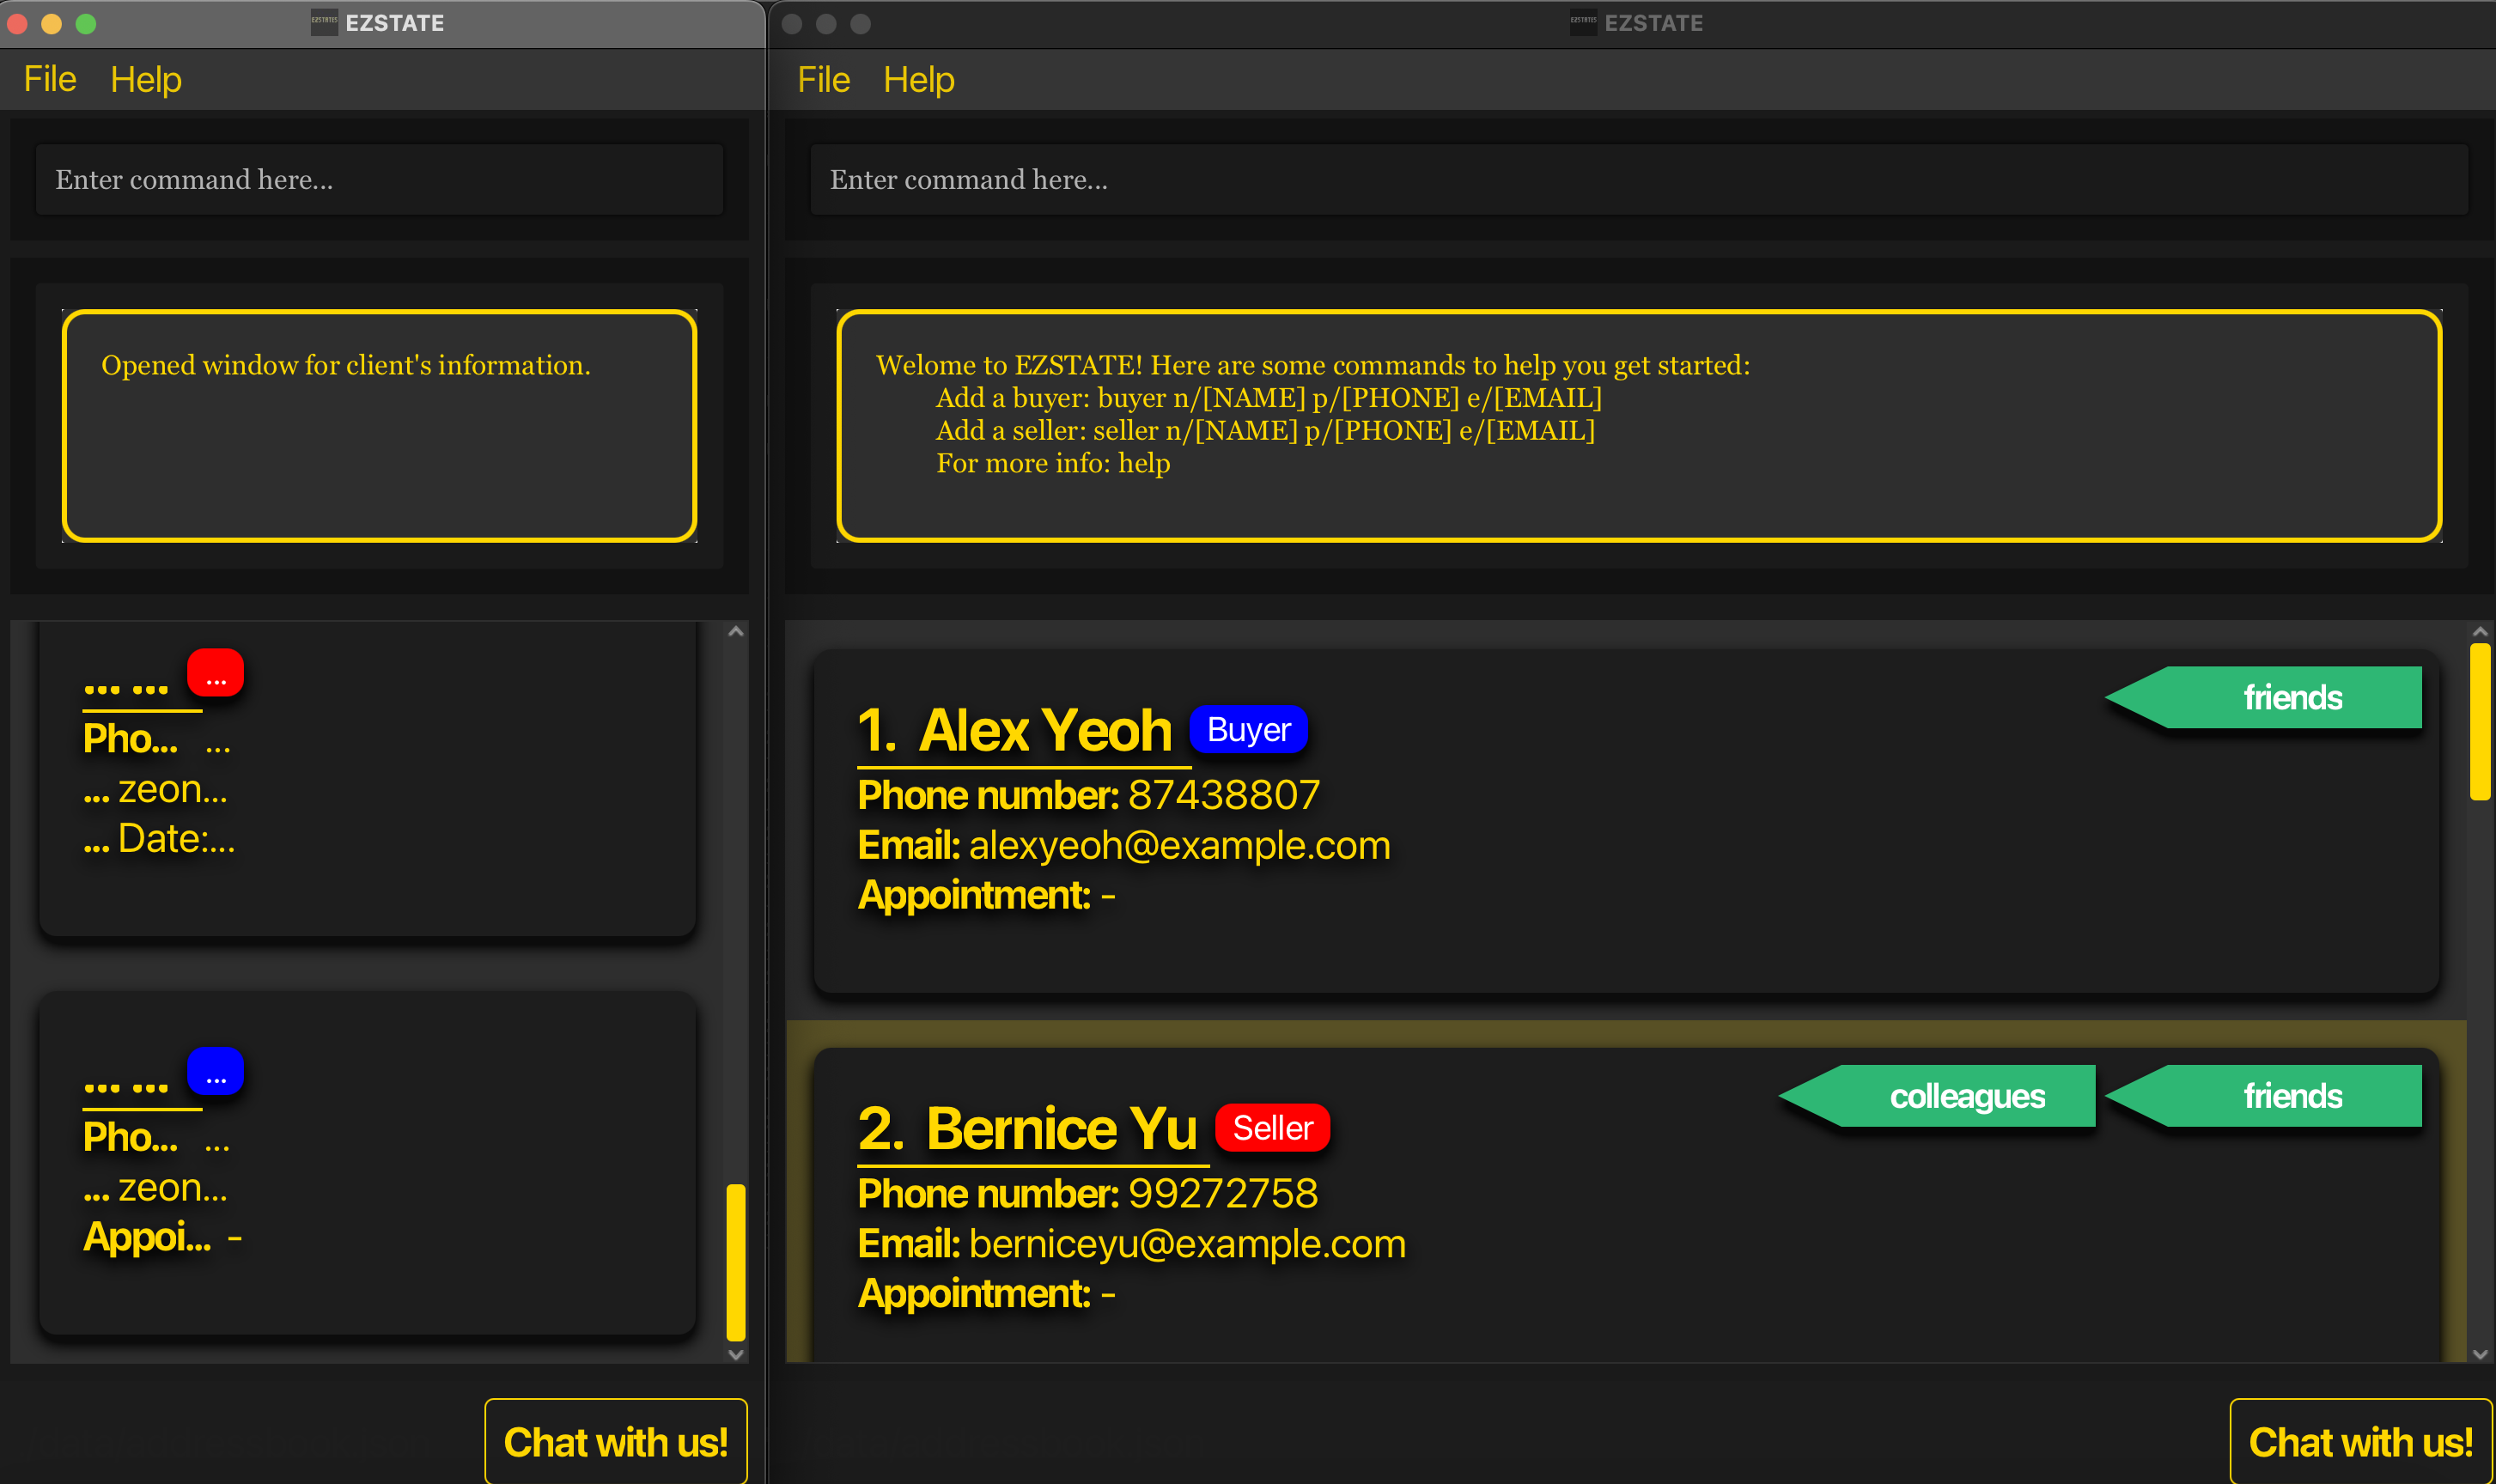 EZSTATE
File Help
Enter command here...
Opened window for client's information.
... ... ...
Pho... ...
... zeon...
... Date:...
... ... ...
Pho... ...
... zeon...
Appoi... -
Chat with us!
EZSTATE
File Help
Enter command here...
Welome to EZSTATE! Here are some commands to help you get started:
Add a buyer: buyer n/[NAME] p/[PHONE] e/[EMAIL]
Add a seller: seller n/[NAME] p/[PHONE] e/[EMAIL]
For more info: help
1. Alex Yeoh Buyer
friends
Phone number: 87438807
Email: alexyeoh@example.com
Appointment: -
2. Bernice Yu Seller
colleagues friends
Phone number: 99272758
Email: berniceyu@example.com
Appointment: -
Chat with us!